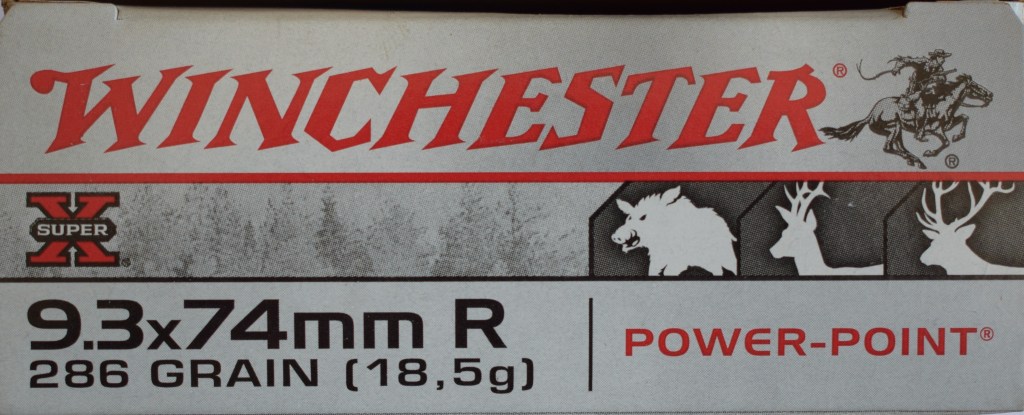 WINCHESTER®
®
X
SUPER
®
9.3x74mm R
286 GRAIN (18,5g)
POWER-POINT®